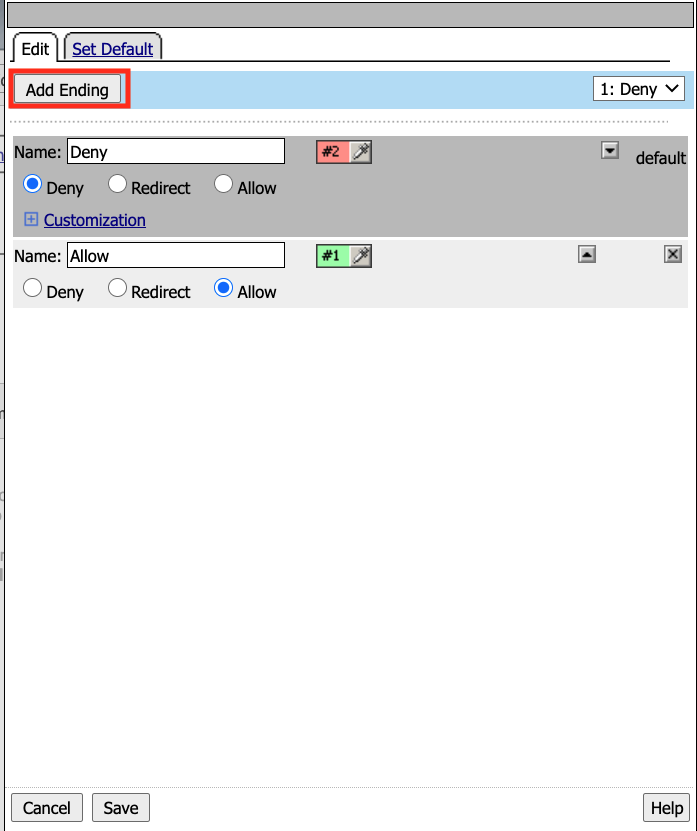 Edit Set Default
Add Ending 1: Deny
Name: Deny #2 default
Deny Redirect Allow
Customization
Name: Allow #1
Deny Redirect Allow
Cancel Save Help